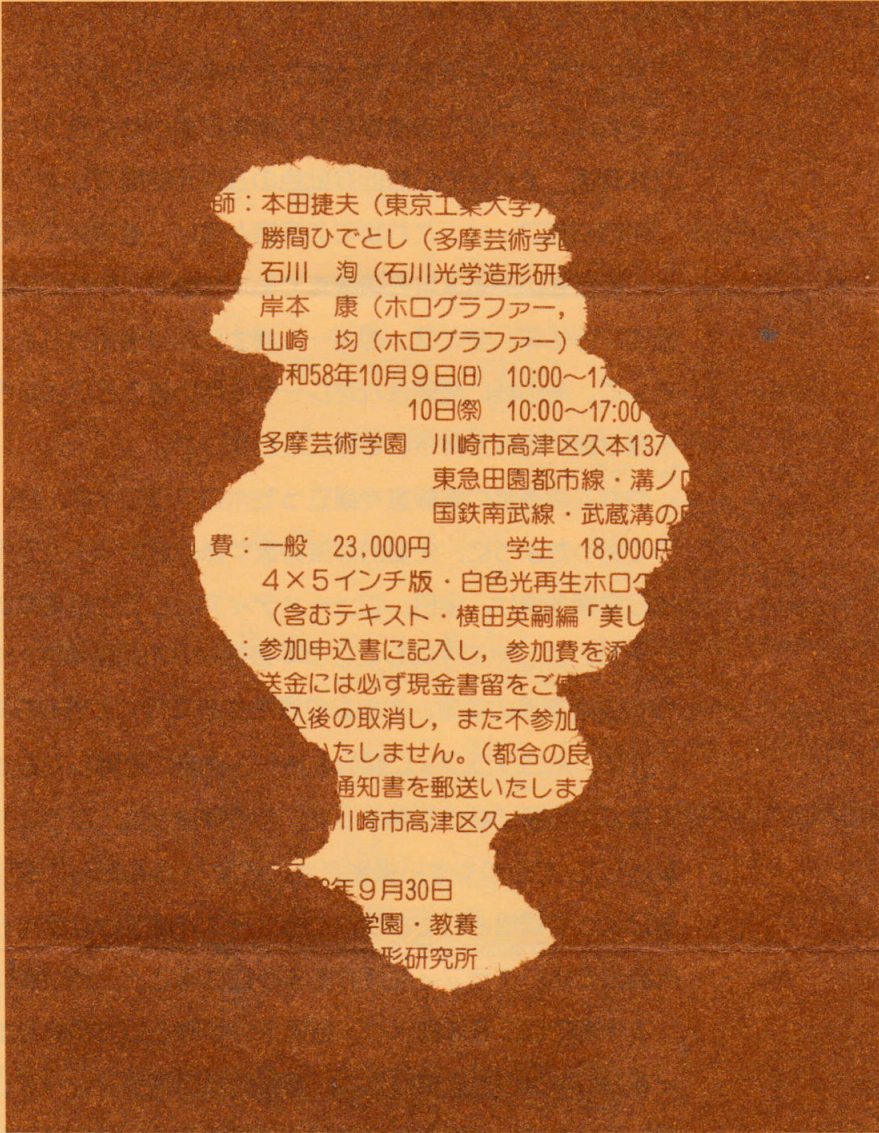 師：本田捷夫（東京工業大学）
勝間ひでとし（多摩芸術学
石川　洵（石川光学造形研
岸本　康（ホログラファー，
山崎　均（ホログラファー）
和58年10月9日㈰　10:00〜17
10日㈷　10:00〜17:00
多摩芸術学園　川崎市高津区久本137
東急田園都市線・溝ノ
国鉄南武線・武蔵溝の
費：一般　23,000円　学生　18,000円
4×5インチ版・白色光再生ホロ
（含むテキスト・横田英嗣編「美し
：参加申込書に記入し，参加費を添
送金には必ず現金書留をご
込後の取消し，また不参加
いたしません。（都合の良
通知書を郵送いたしま
川崎市高津区久
年9月30日
学園・教養
形研究所